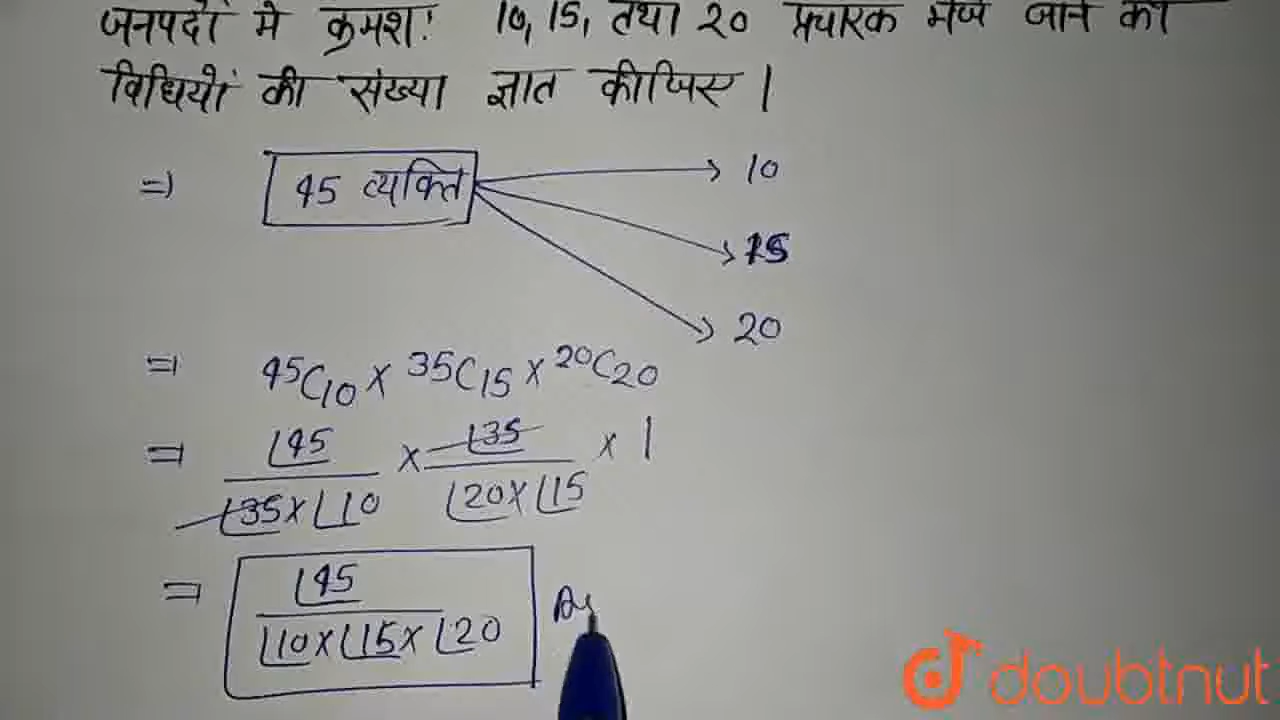 जनपदों में क्रमशः 10, 15, तथा 20 प्रचारक भेजे जाने की
विधियों की संख्या ज्ञात कीजिए।
=) 45 व्यक्ति → 10
→ 15
→ 20
= ⁴⁵C₁₀ × ³⁵C₁₅ × ²⁰C₂₀
= ∟45 / ∟35 × ∟10 × ∟35 / ∟20 × ∟15 × 1
= ∟45 / ∟10 × ∟15 × ∟20
doubtnut